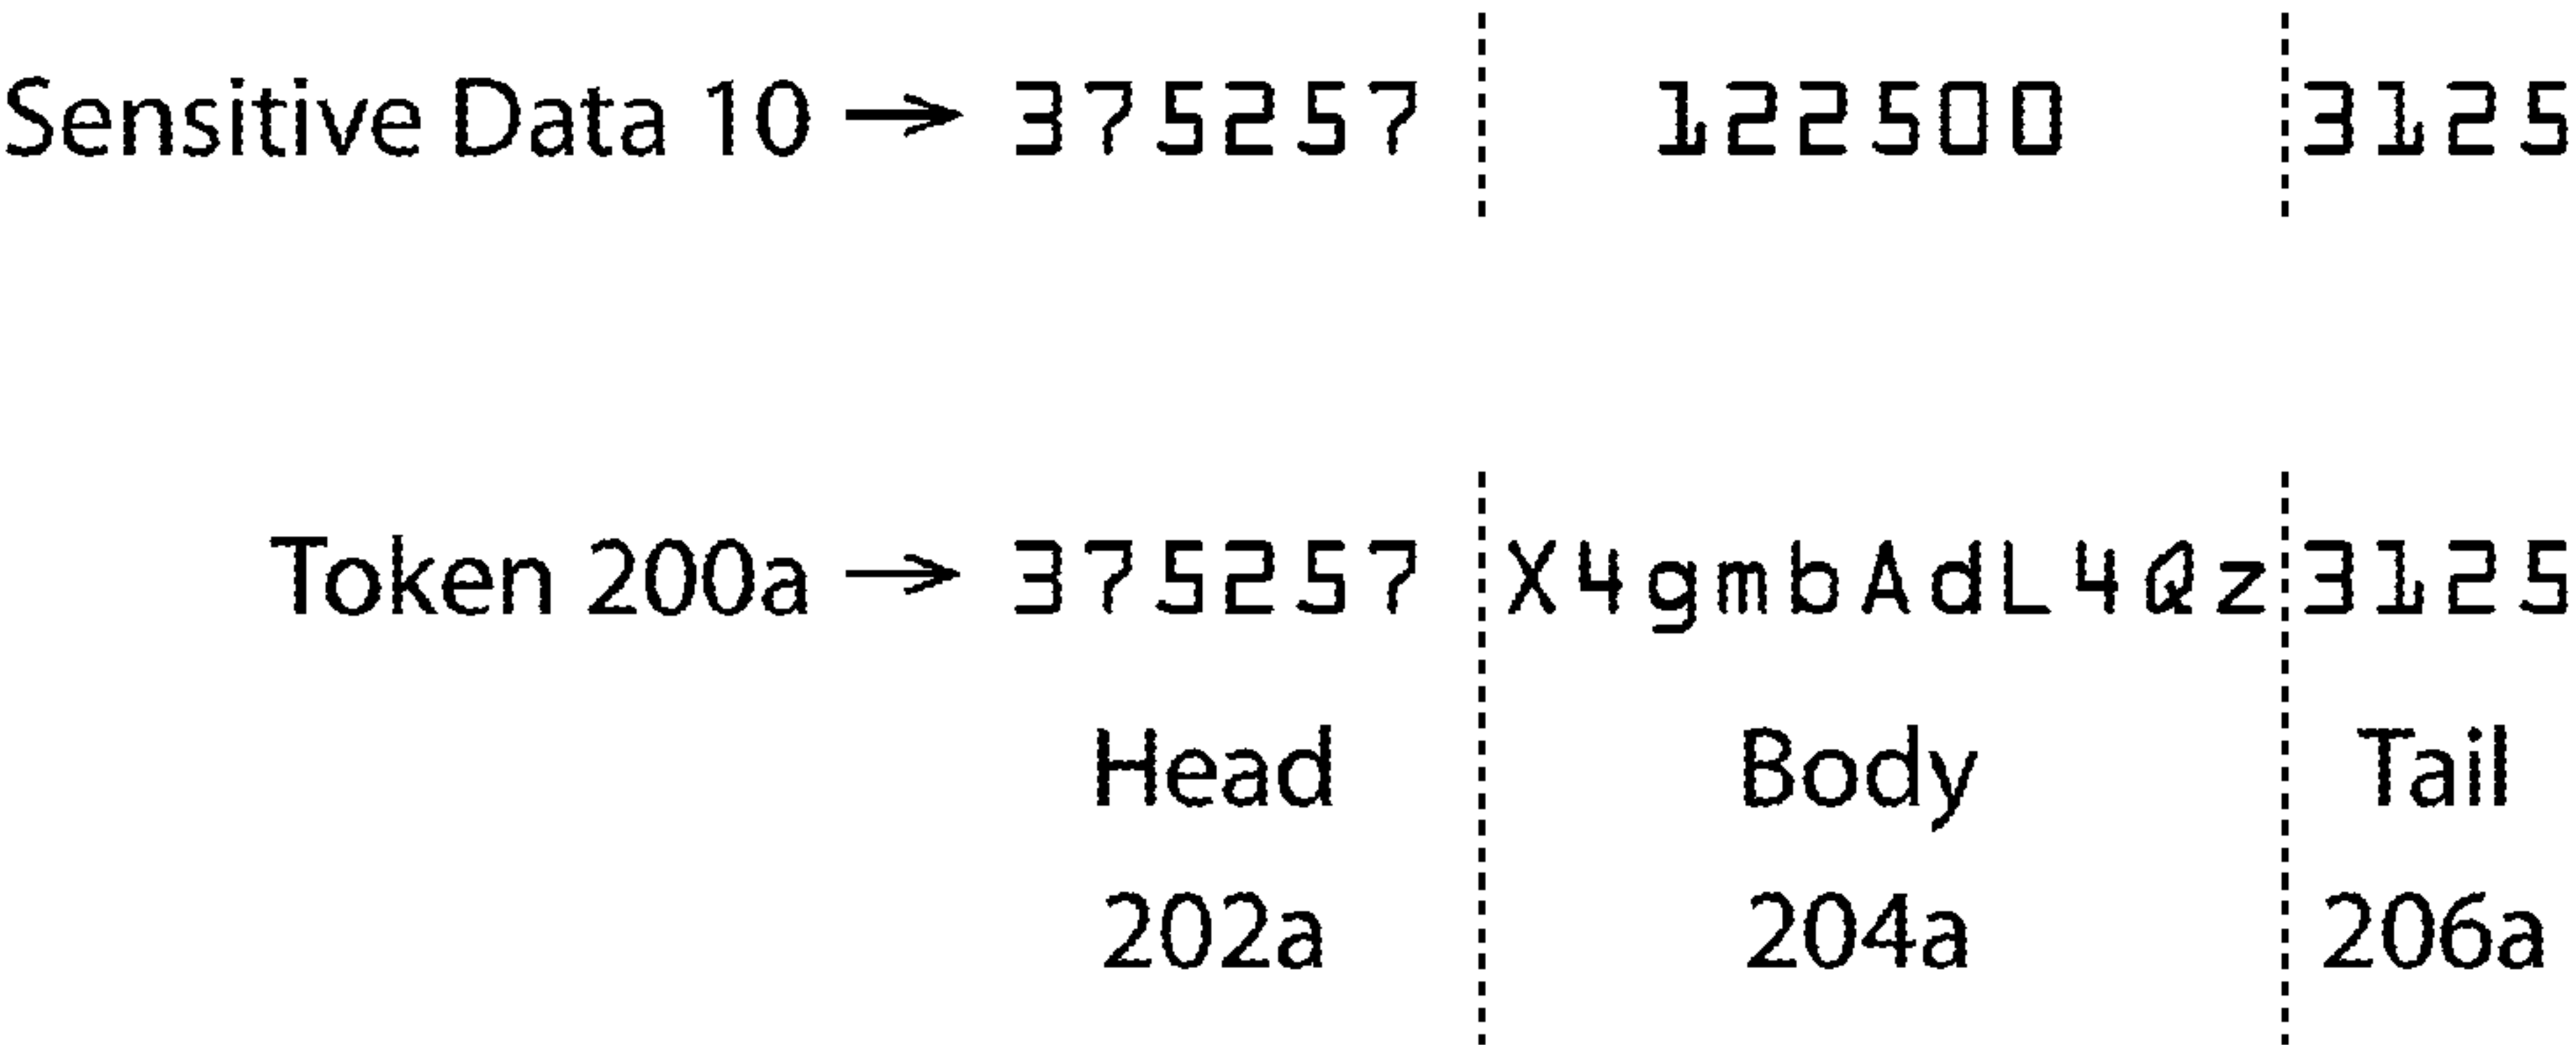 Sensitive Data 10 → 375257 122500 3125
Token 200a → 375257 X4gmbAdL4Qz 3125
Head Body Tail
202a 204a 206a